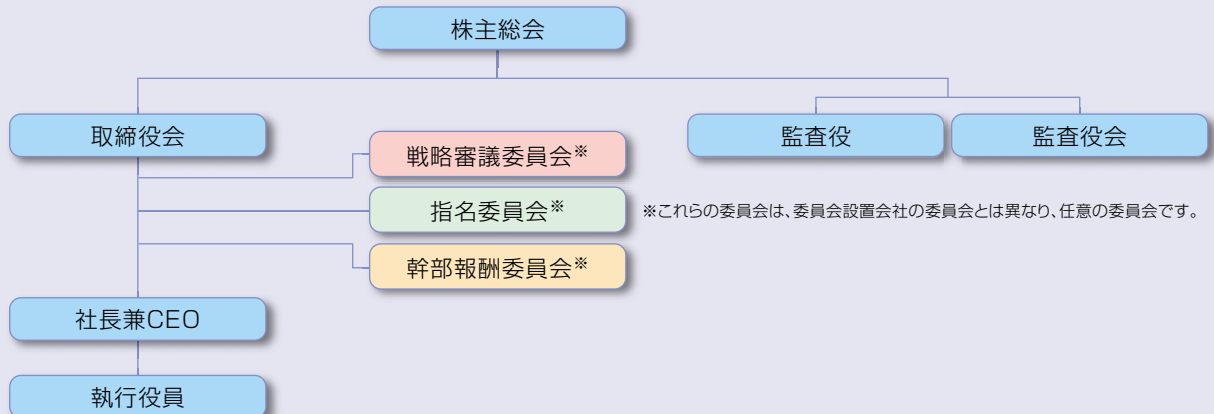 株主総会
取締役会
監査役
監査役会
戦略審議委員会※
指名委員会※
※これらの委員会は、委員会設置会社の委員会とは異なり、任意の委員会です。
幹部報酬委員会※
社長兼CEO
執行役員